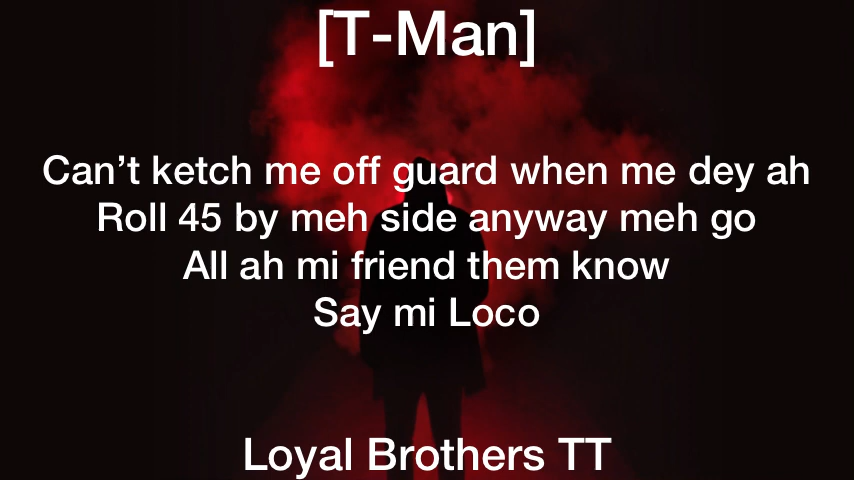 [T-Man]
Can’t ketch me off guard when me dey ah
Roll 45 by meh side anyway meh go
All ah mi friend them know
Say mi Loco
Loyal Brothers TT